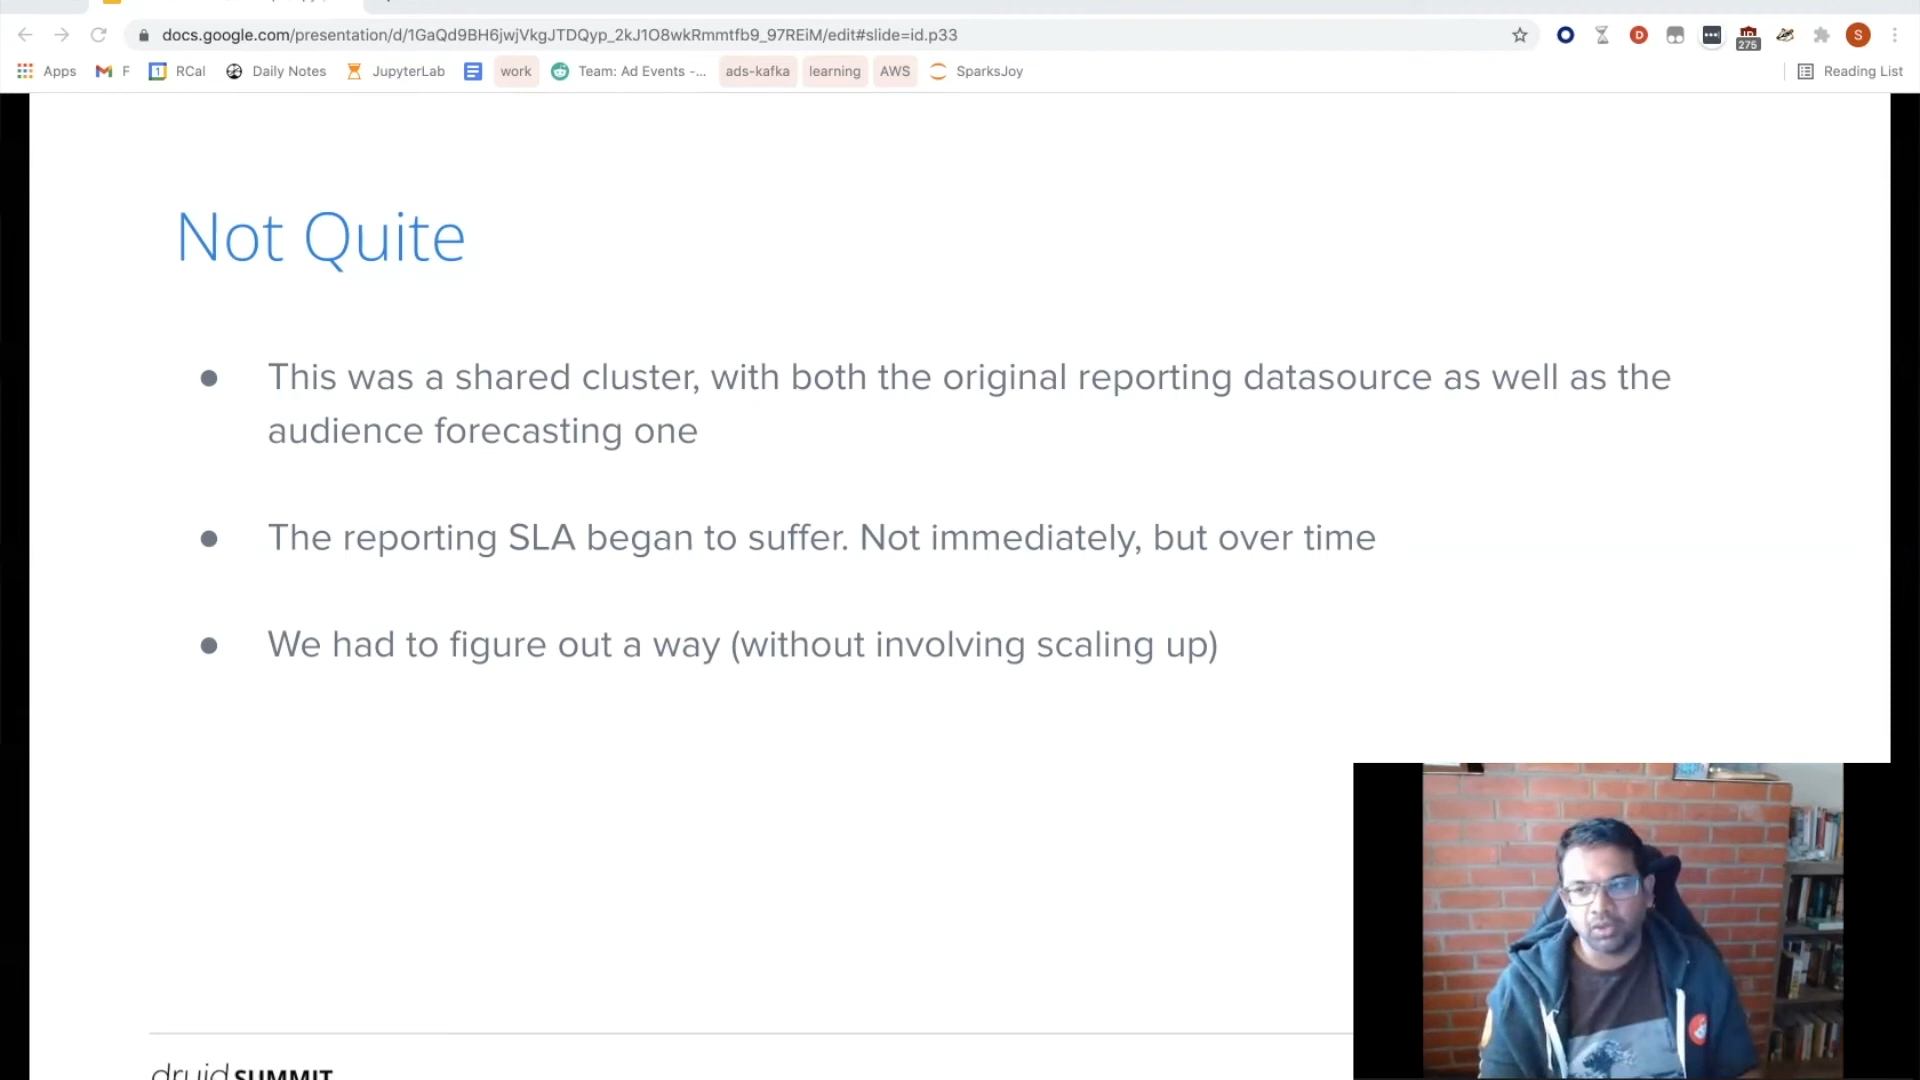 docs.google.com/presentation/d/1GaQd9BH6jwjVkgJTDQyp_2kJ1O8wkRmmtfb9_97REiM/edit#slide=id.p33
275
S
Apps F RCal Daily Notes JupyterLab work Team: Ad Events -... ads-kafka learning AWS SparksJoy Reading List
Not Quite
● This was a shared cluster, with both the original reporting datasource as well as the
audience forecasting one
● The reporting SLA began to suffer. Not immediately, but over time
● We had to figure out a way (without involving scaling up)
druid SUMMIT